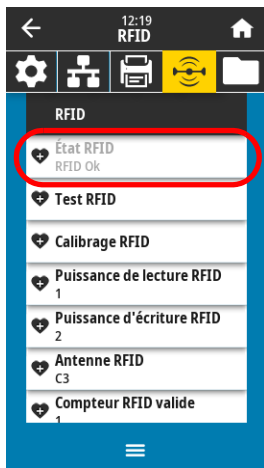 12:19
RFID
RFID
État RFID
RFID Ok
Test RFID
Calibrage RFID
Puissance de lecture RFID
1
Puissance d'écriture RFID
2
Antenne RFID
C3
Compteur RFID valide
1